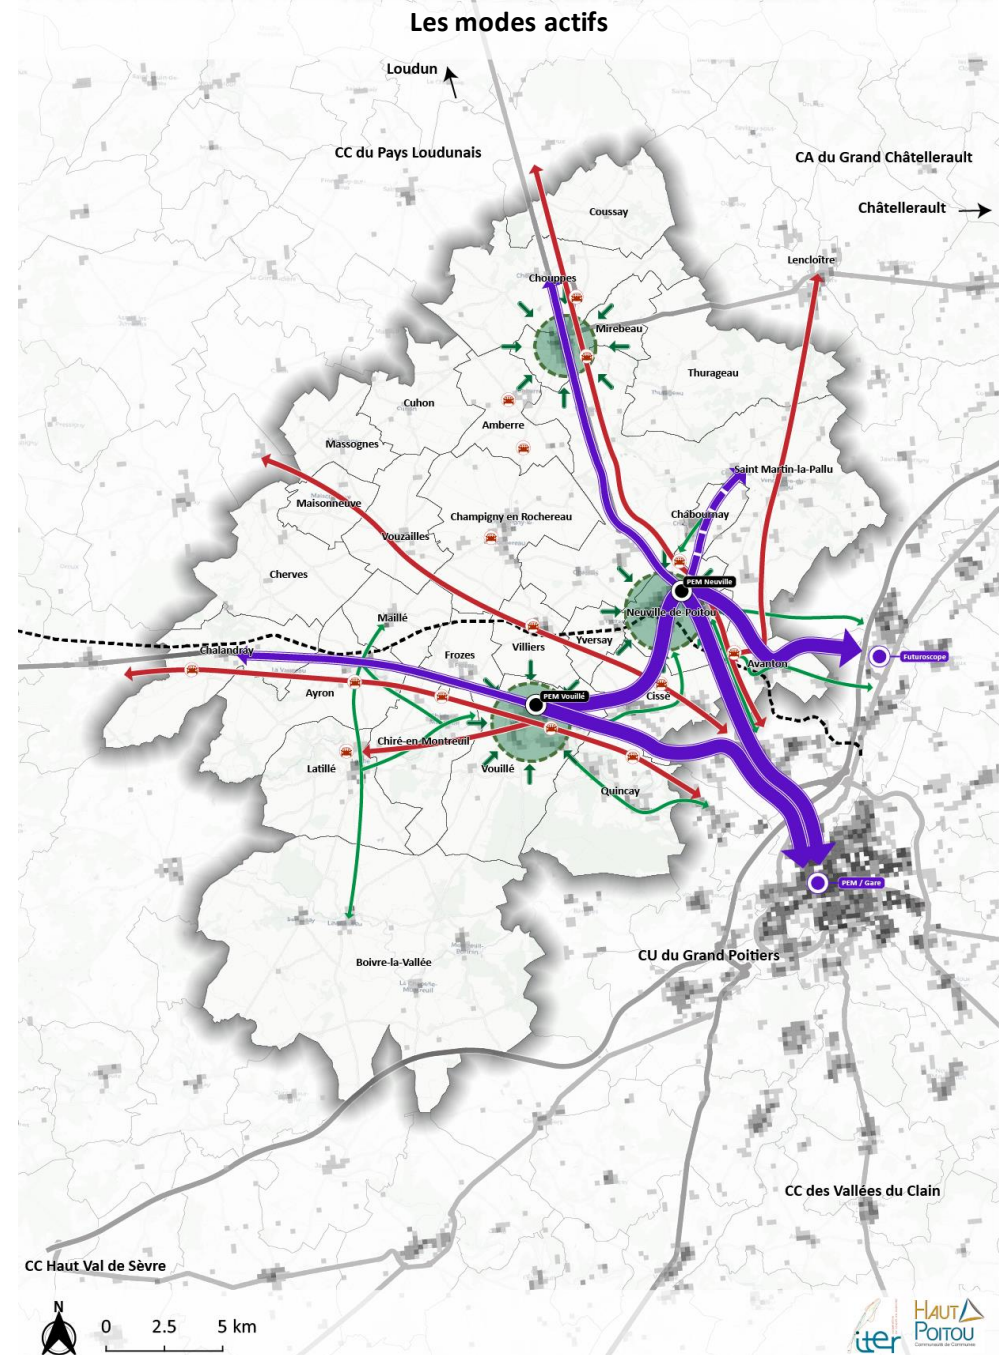 Les modes actifs
Loudun
CC du Pays Loudunais
CA du Grand Châtellerault
Châtellerault
Coussay
Lencloître
Chouppes
Mirebeau
Thurageau
Cuhon
Amberre
Massognes
Saint Martin-la-Pallu
Maisonneuve
Chabournay
Champigny en Rochereau
Vouzailles
Cherves
PEM Neuville
Neuville-de-Poitou
Maillé
Yversay
Villiers
Chalandray
Frozes
Futuroscope
Avanton
Ayron
Cissé
PEM Vouillé
Chiré-en-Montreuil
Latillé
Vouillé
Quincay
PEM / Gare
CU du Grand Poitiers
Boivre-la-Vallée
CC des Vallées du Clain
CC Haut Val de Sèvre
N
0 2.5 5 km
iter
HAUT
POITOU
Communauté de Communes